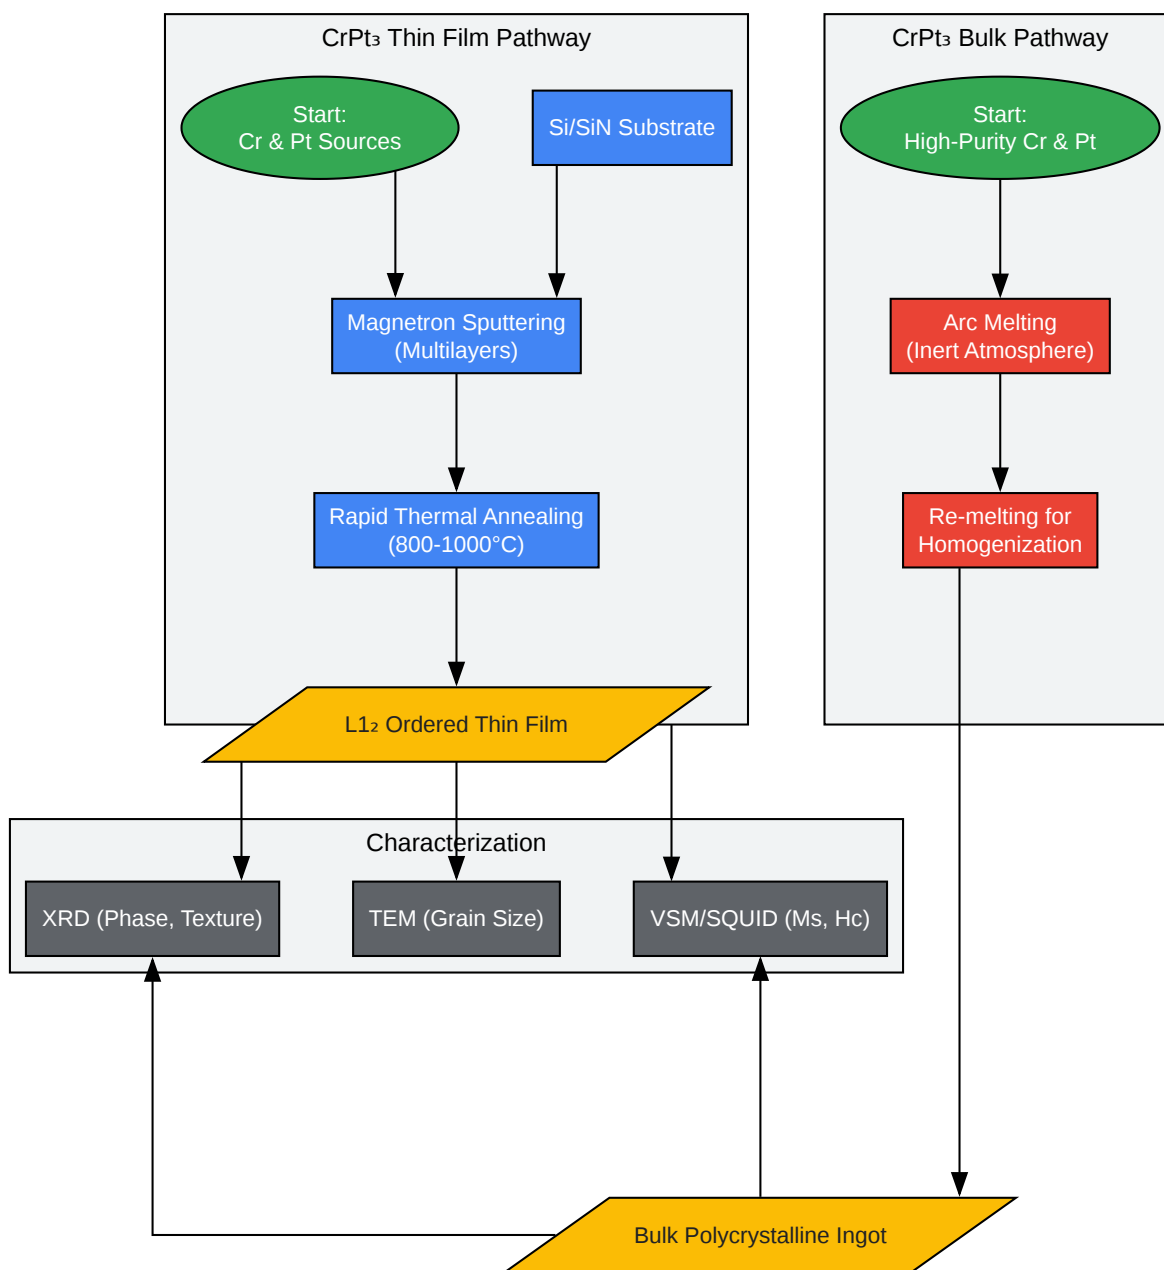 CrPt₃ Thin Film Pathway
Start:
Cr & Pt Sources
Si/SiN Substrate
Magnetron Sputtering
(Multilayers)
Rapid Thermal Annealing
(800-1000°C)
L1₂ Ordered Thin Film
CrPt₃ Bulk Pathway
Start:
High-Purity Cr & Pt
Arc Melting
(Inert Atmosphere)
Re-melting for
Homogenization
Characterization
XRD (Phase, Texture)
TEM (Grain Size)
VSM/SQUID (Ms, Hc)
Bulk Polycrystalline Ingot